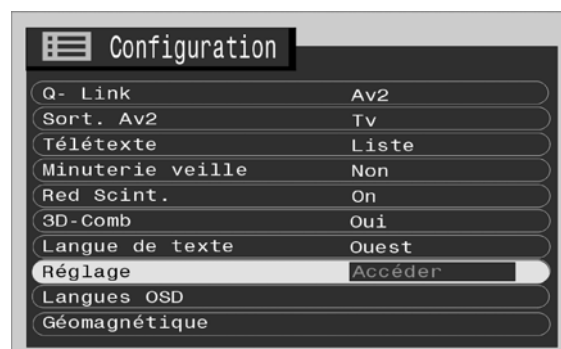 Configuration
Q- Link Av2
Sort. Av2 Tv
Télétexte Liste
Minuterie veille Non
Red Scint. On
3D-Comb Oui
Langue de texte Ouest
Réglage Accéder
Langues OSD
Géomagnétique